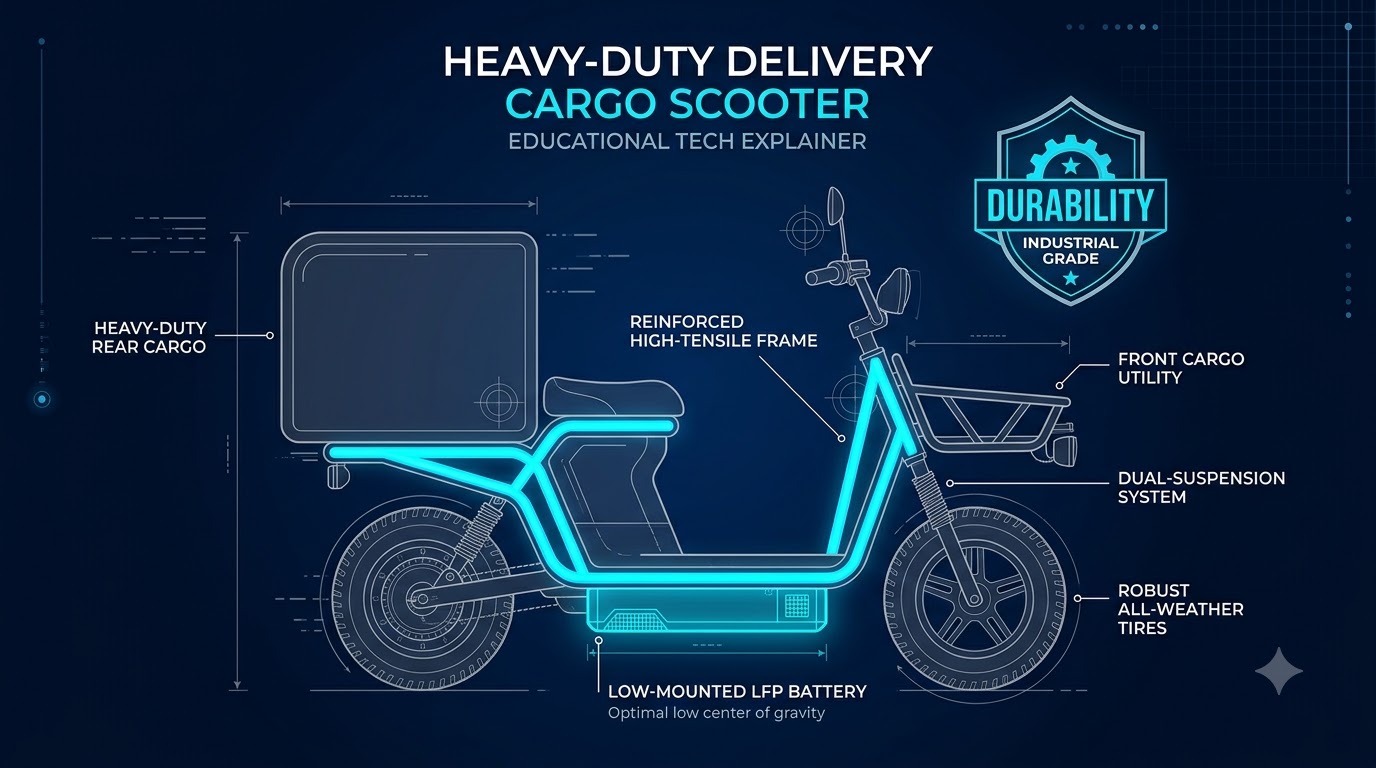 HEAVY-DUTY DELIVERY
CARGO SCOOTER
EDUCATIONAL TECH EXPLAINER
DURABILITY
INDUSTRIAL
GRADE
HEAVY-DUTY
REAR CARGO
REINFORCED
HIGH-TENSILE FRAME
FRONT CARGO
UTILITY
DUAL-SUSPENSION
SYSTEM
ROBUST
ALL-WEATHER
TIRES
LOW-MOUNTED LFP BATTERY
Optimal low center of gravity